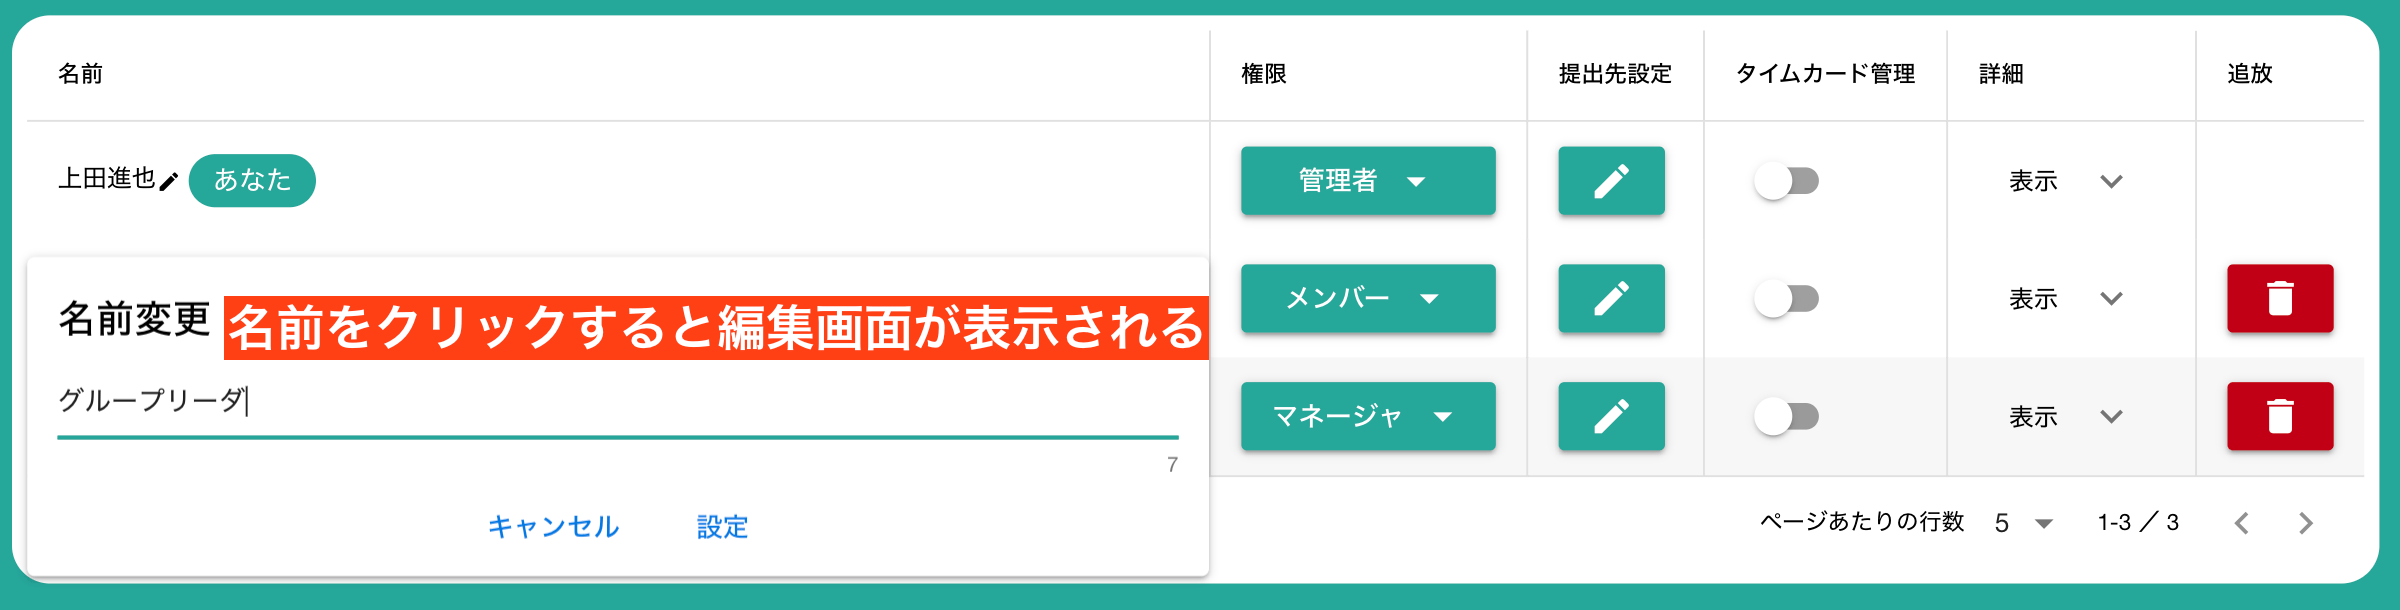 名前 権限 提出先設定 タイムカード管理 詳細 追放
上田進也 あなた 管理者 表示
メンバー 表示
名前変更 名前をクリックすると編集画面が表示される
グループリーダ マネージャ 表示
7
キャンセル 設定
ページあたりの行数 5 1-3 ／ 3